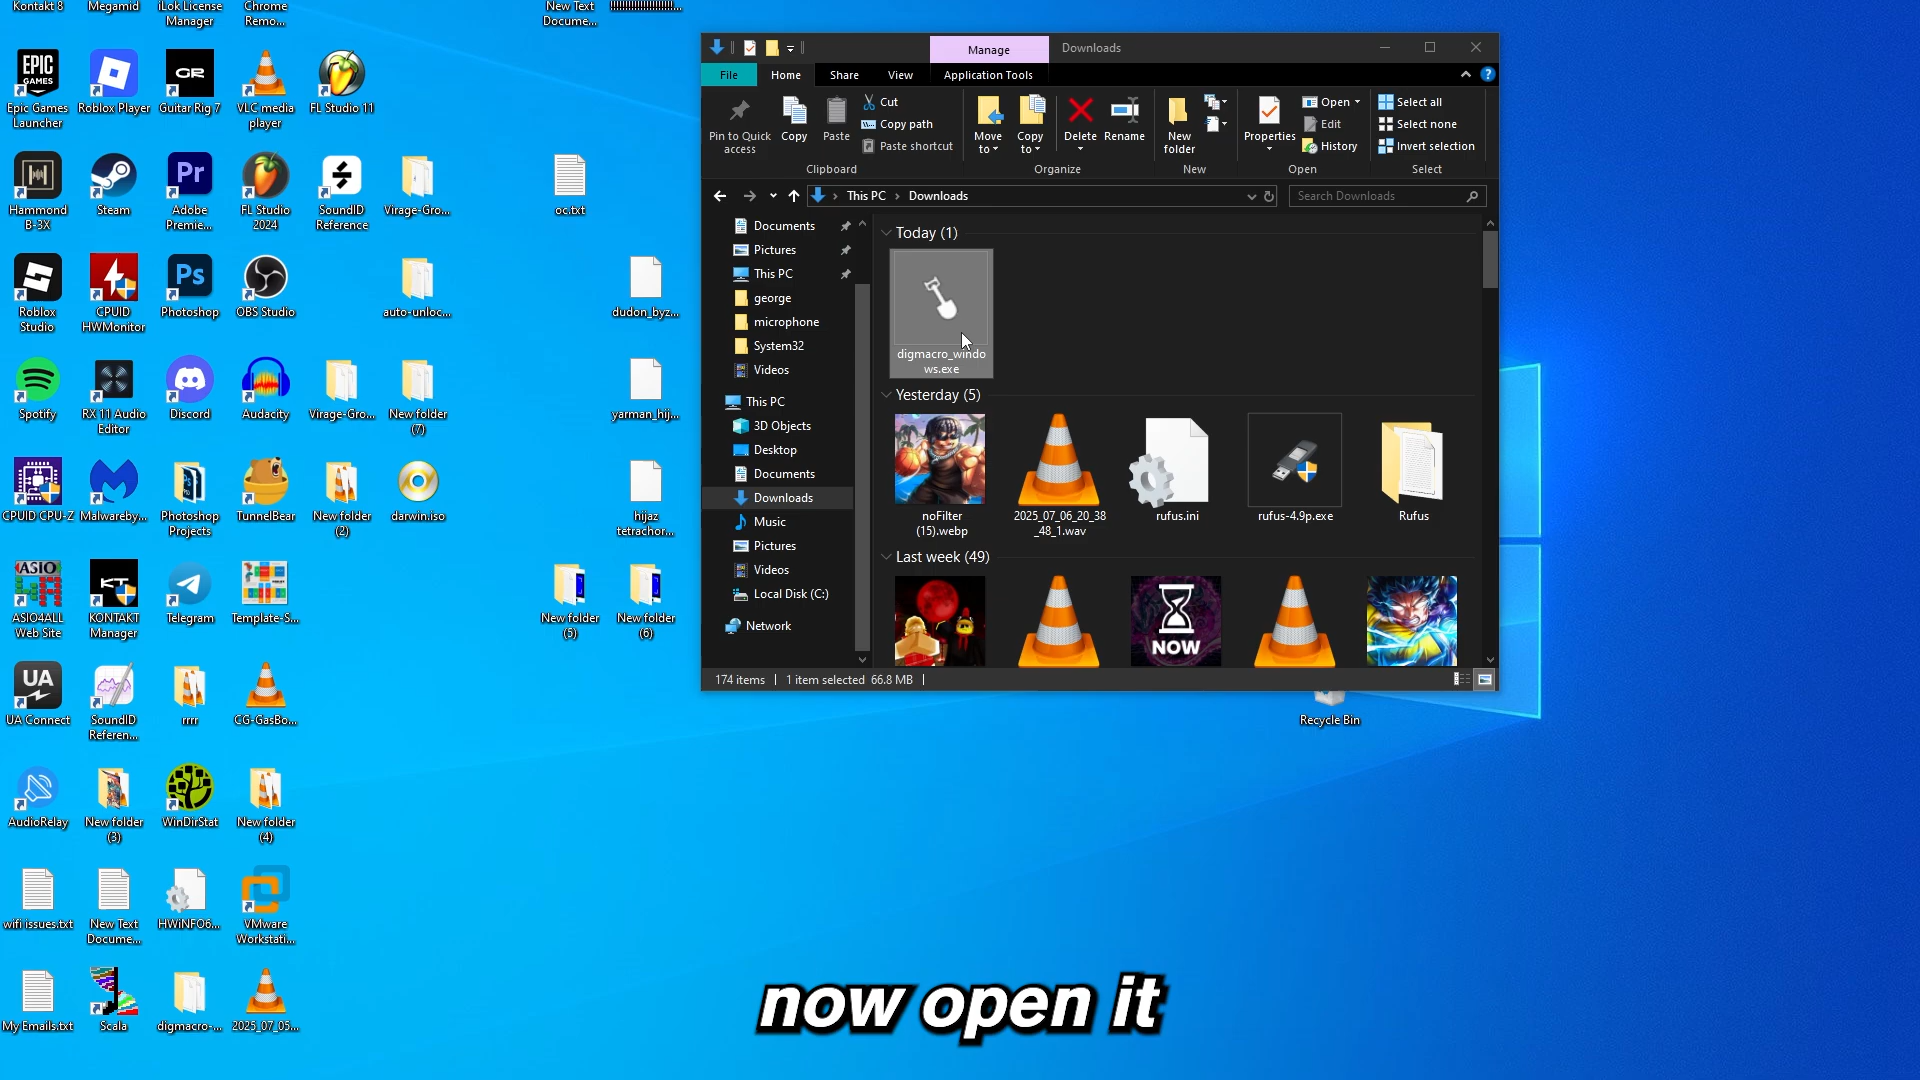 Kontakt 8
Megamid
iLok License
Manager
Chrome
Remo...
New Text
Docume...
!!!!!!!!!!!!!!!!!!!!!!!!...
EPIC
GAMES
Epic Games
Launcher
Roblox Player
GR
Guitar Rig 7
VLC media
player
FL Studio 11
Hammond
B-3X
Steam
Pr
Adobe
Premie...
FL Studio
2024
SoundID
Reference
Virage-Gro...
oc.txt
Roblox
Studio
CPUID
HWMonitor
Ps
Photoshop
OBS Studio
auto-unloc...
dudon_byz...
Spotify
RX 11 Audio
Editor
Discord
Audacity
Virage-Gro...
New folder
(7)
yarman_hij...
CPUID CPU-Z
Malwareby...
Photoshop
Projects
TunnelBear
New folder
(2)
darwin.iso
hijaz
tetrachor...
ASIO
4ALL
ASIO4ALL
Web Site
KT
KONTAKT
Manager
Telegram
Template-S...
New folder
(5)
New folder
(6)
UA
UA Connect
SoundID
Referen...
rrrr
CG-GasBo...
AudioRelay
New folder
(3)
WinDirStat
New folder
(4)
wifi issues.txt
New Text
Docume...
HWiNFO6...
VMware
Workstati...
My Emails.txt
Scala
digmacro-...
2025_07_05...
Manage
Downloads
File
Home
Share
View
Application Tools
Pin to Quick
access
Copy
Paste
Cut
Copy path
Paste shortcut
Clipboard
Move
to
Copy
to
Delete
Rename
Organize
New
folder
New
Properties
Open
Edit
History
Open
Select all
Select none
Invert selection
Select
This PC
Downloads
Search Downloads
Documents
Pictures
This PC
george
microphone
System32
Videos
This PC
3D Objects
Desktop
Documents
Downloads
Music
Pictures
Videos
Local Disk (C:)
Network
Today (1)
digmacro_windo
ws.exe
Yesterday (5)
noFilter
(15).webp
2025_07_06_20_38
_48_1.wav
rufus.ini
rufus-4.9p.exe
Rufus
Last week (49)
NOW
174 items
1 item selected 66.8 MB
Recycle Bin
now open it